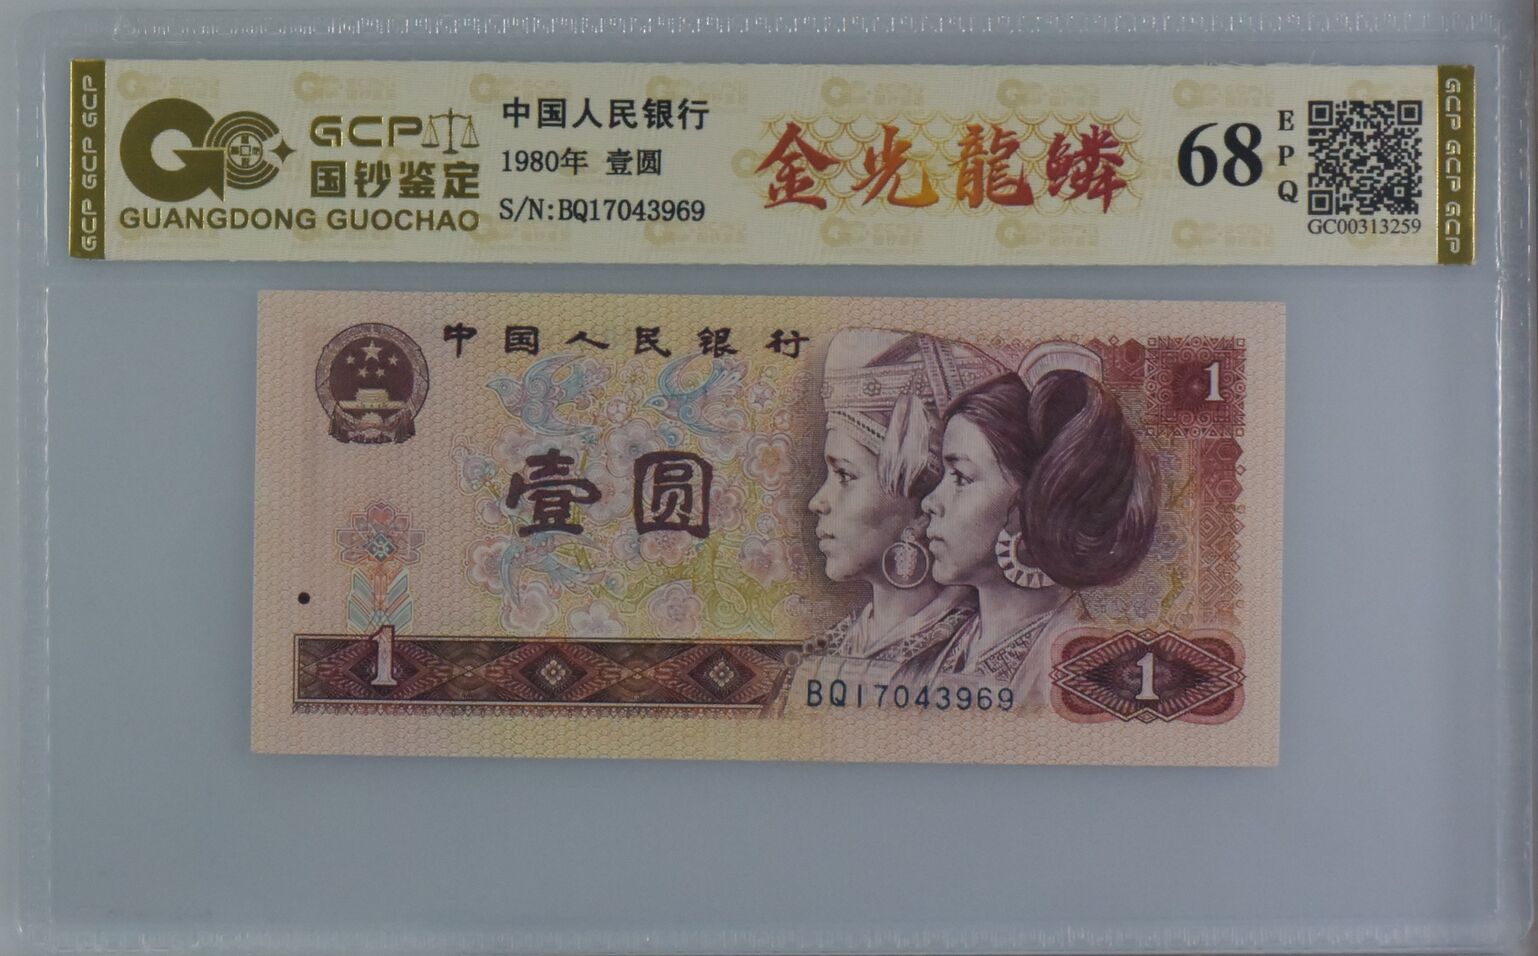 GCP GCP GCP
GCP
国钞鉴定
GUANGDONG GUOCHAO
中国人民银行
1980年 壹圆
S/N:BQ17043969
金光龍鳞
68
EPQ
GC00313259
GCP GCP GCP
中国人民银行
1
壹圆
1
BQ17043969
1